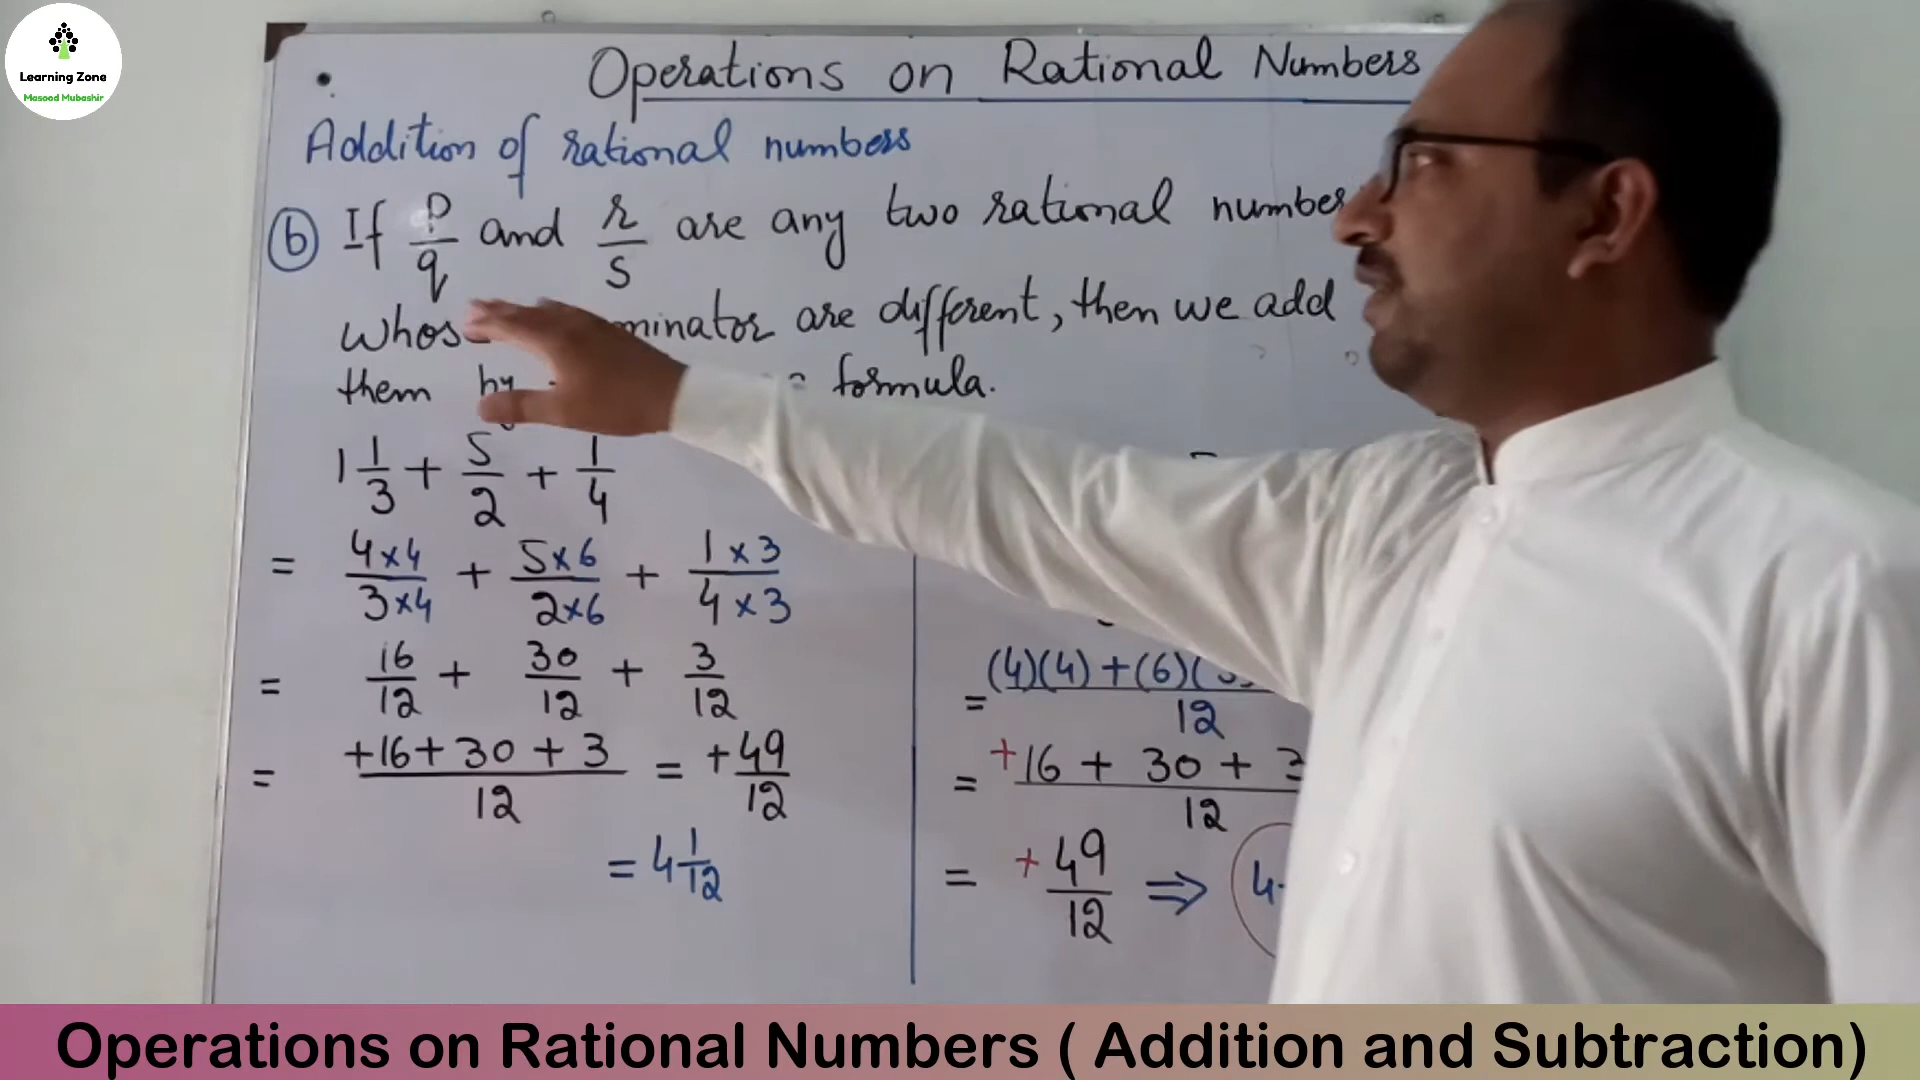 Learning Zone
Masood Mubashir
Operations on Rational Numbers
Addition of rational numbers
(b) If p/q and r/s are any two rational number
whos minator are different, then we add
them by formula.
1 1/3 + 5/2 + 1/4
= 4×4/3×4 + 5×6/2×6 + 1×3/4×3
= 16/12 + 30/12 + 3/12
= +16+30+3/12 = +49/12
= 4 1/12
= (4)(4)+(6)( /12
= +16 + 30 + 3/12
= +49/12 ⇒ 4
Operations on Rational Numbers ( Addition and Subtraction)